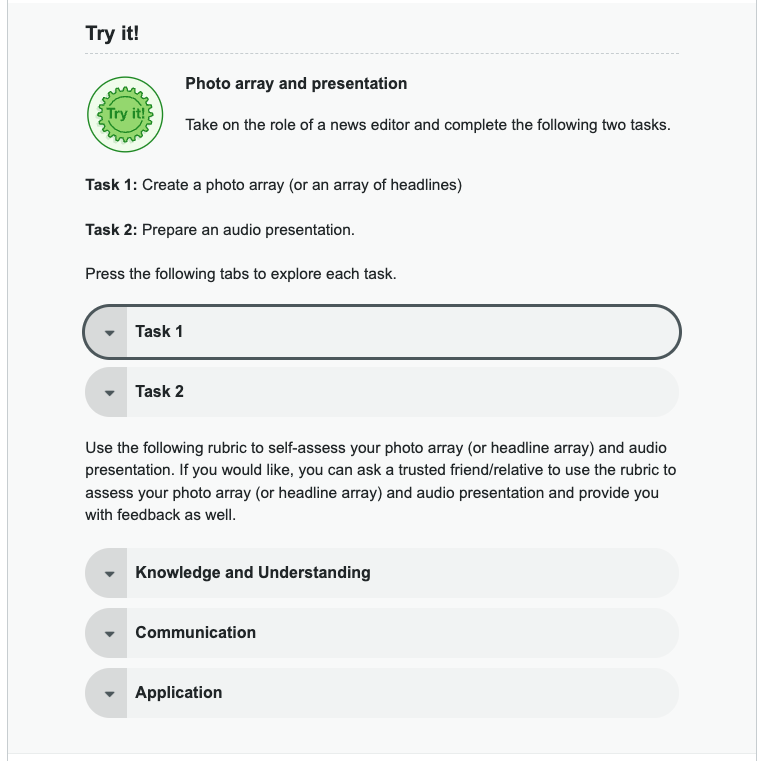 Try it!
Try it!
Photo array and presentation
Take on the role of a news editor and complete the following two tasks.
Task 1: Create a photo array (or an array of headlines)
Task 2: Prepare an audio presentation.
Press the following tabs to explore each task.
Task 1
Task 2
Use the following rubric to self-assess your photo array (or headline array) and audio
presentation. If you would like, you can ask a trusted friend/relative to use the rubric to
assess your photo array (or headline array) and audio presentation and provide you
with feedback as well.
Knowledge and Understanding
Communication
Application